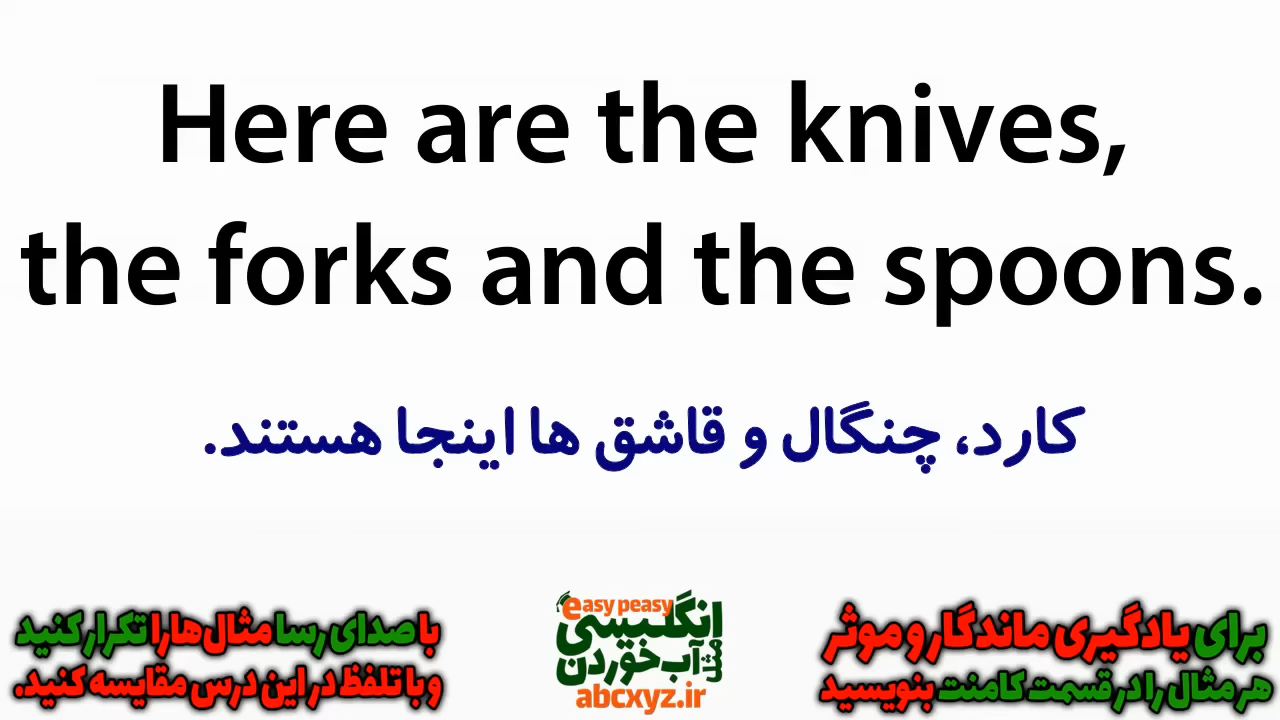 Here are the knives,
the forks and the spoons.
کارد، چنگال و قاشق ها اینجا هستند.
برای یادگیری ماندگار و موثر
هر مثال را در قسمت کامنت بنویسید
easy peasy
انگلیسی
مثل آب خوردن
abcxyz.ir
با صدای رسا مثال‌ها را تکرار کنید
و با تلفظ در این درس مقایسه کنید.